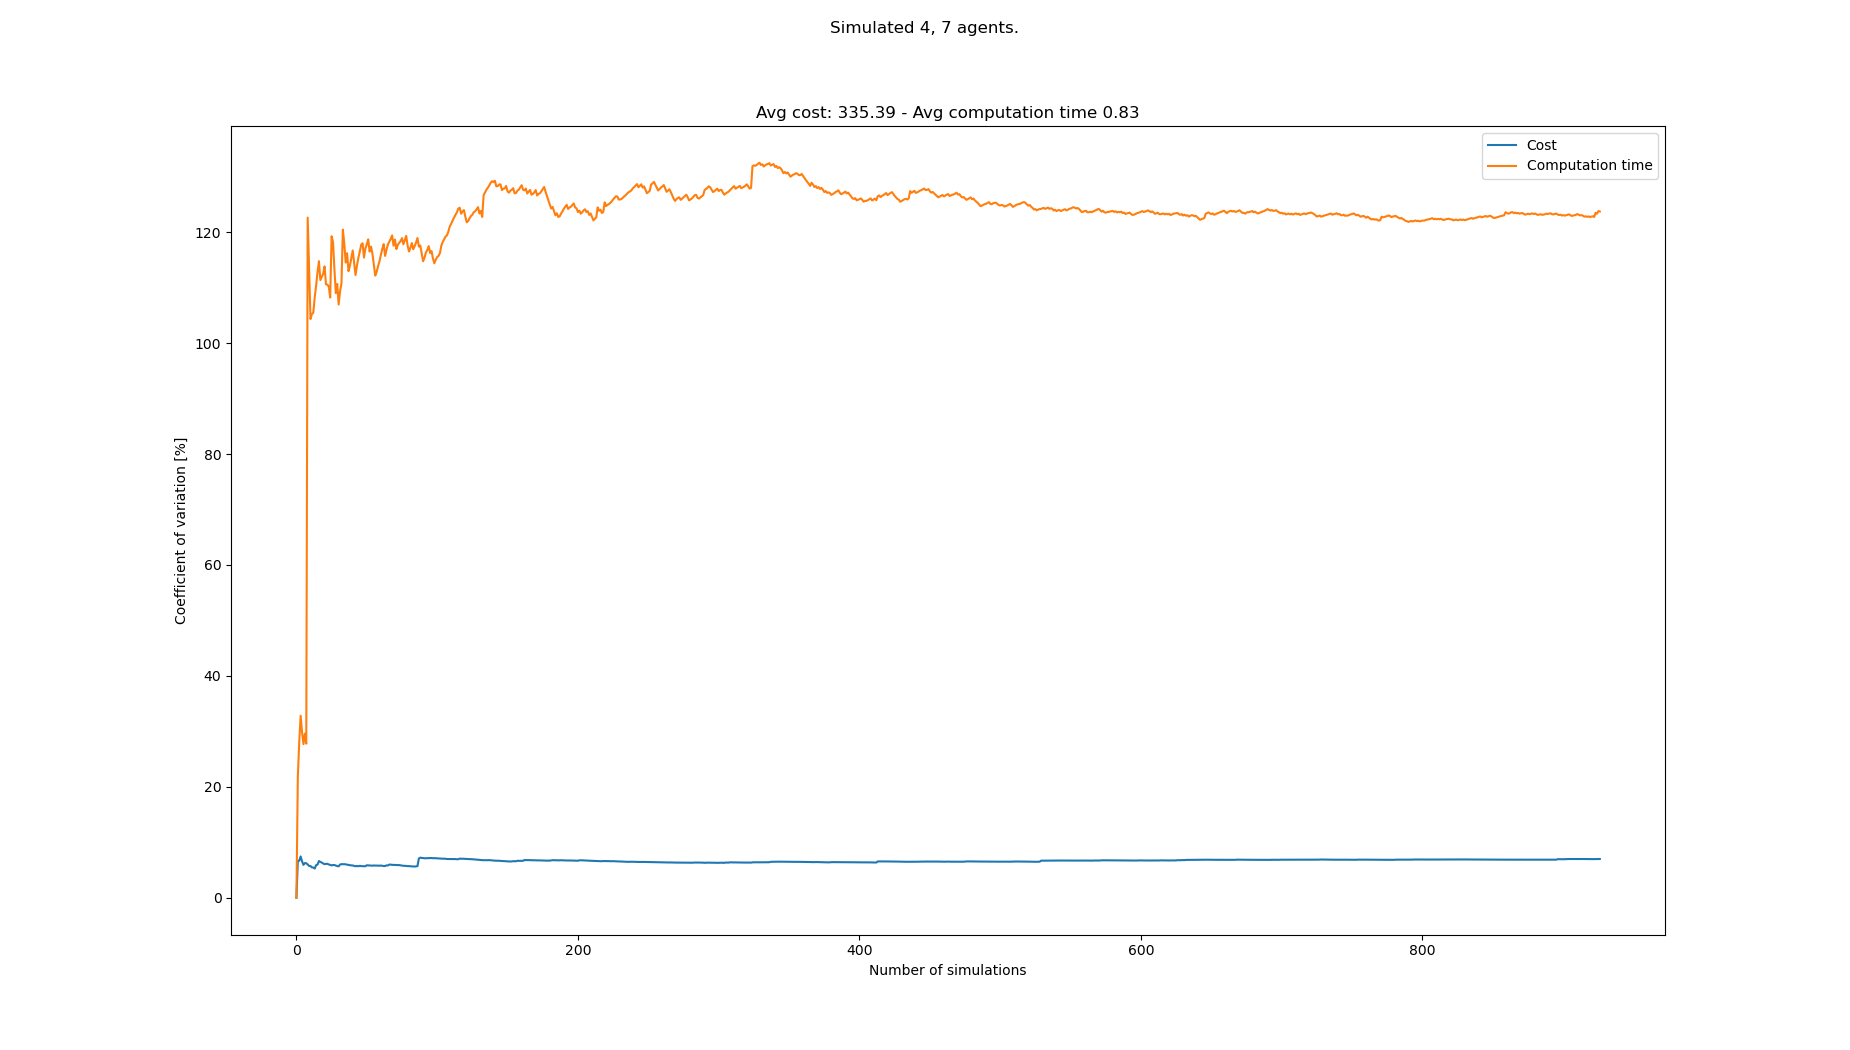 Simulated 4, 7 agents.
Avg cost: 335.39 - Avg computation time 0.83
Cost
Computation time
120
100
80
60
40
20
0
Coefficient of variation [%]
0 200 400 600 800
Number of simulations